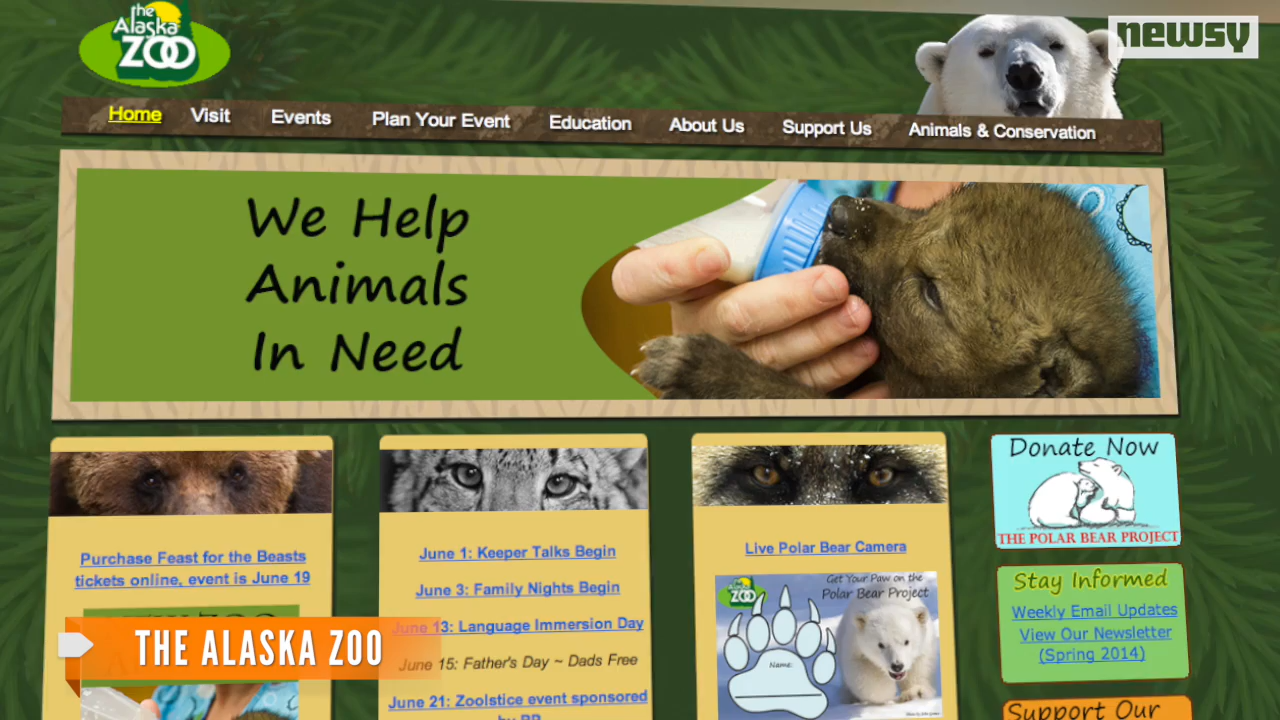 the
Alaska
ZOO
newsy
Home Visit Events Plan Your Event Education About Us Support Us Animals & Conservation
We Help
Animals
In Need
Purchase Feast for the Beasts
tickets online, event is June 19
June 1: Keeper Talks Begin
June 3: Family Nights Begin
June 13: Language Immersion Day
June 15: Father's Day ~ Dads Free
June 21: Zoolstice event sponsored
by BP
Live Polar Bear Camera
ZOO
Get Your Paw on the
Polar Bear Project
Name:
Donate Now
THE POLAR BEAR PROJECT
Stay Informed
Weekly Email Updates
View Our Newsletter
(Spring 2014)
Support Our
THE ALASKA ZOO